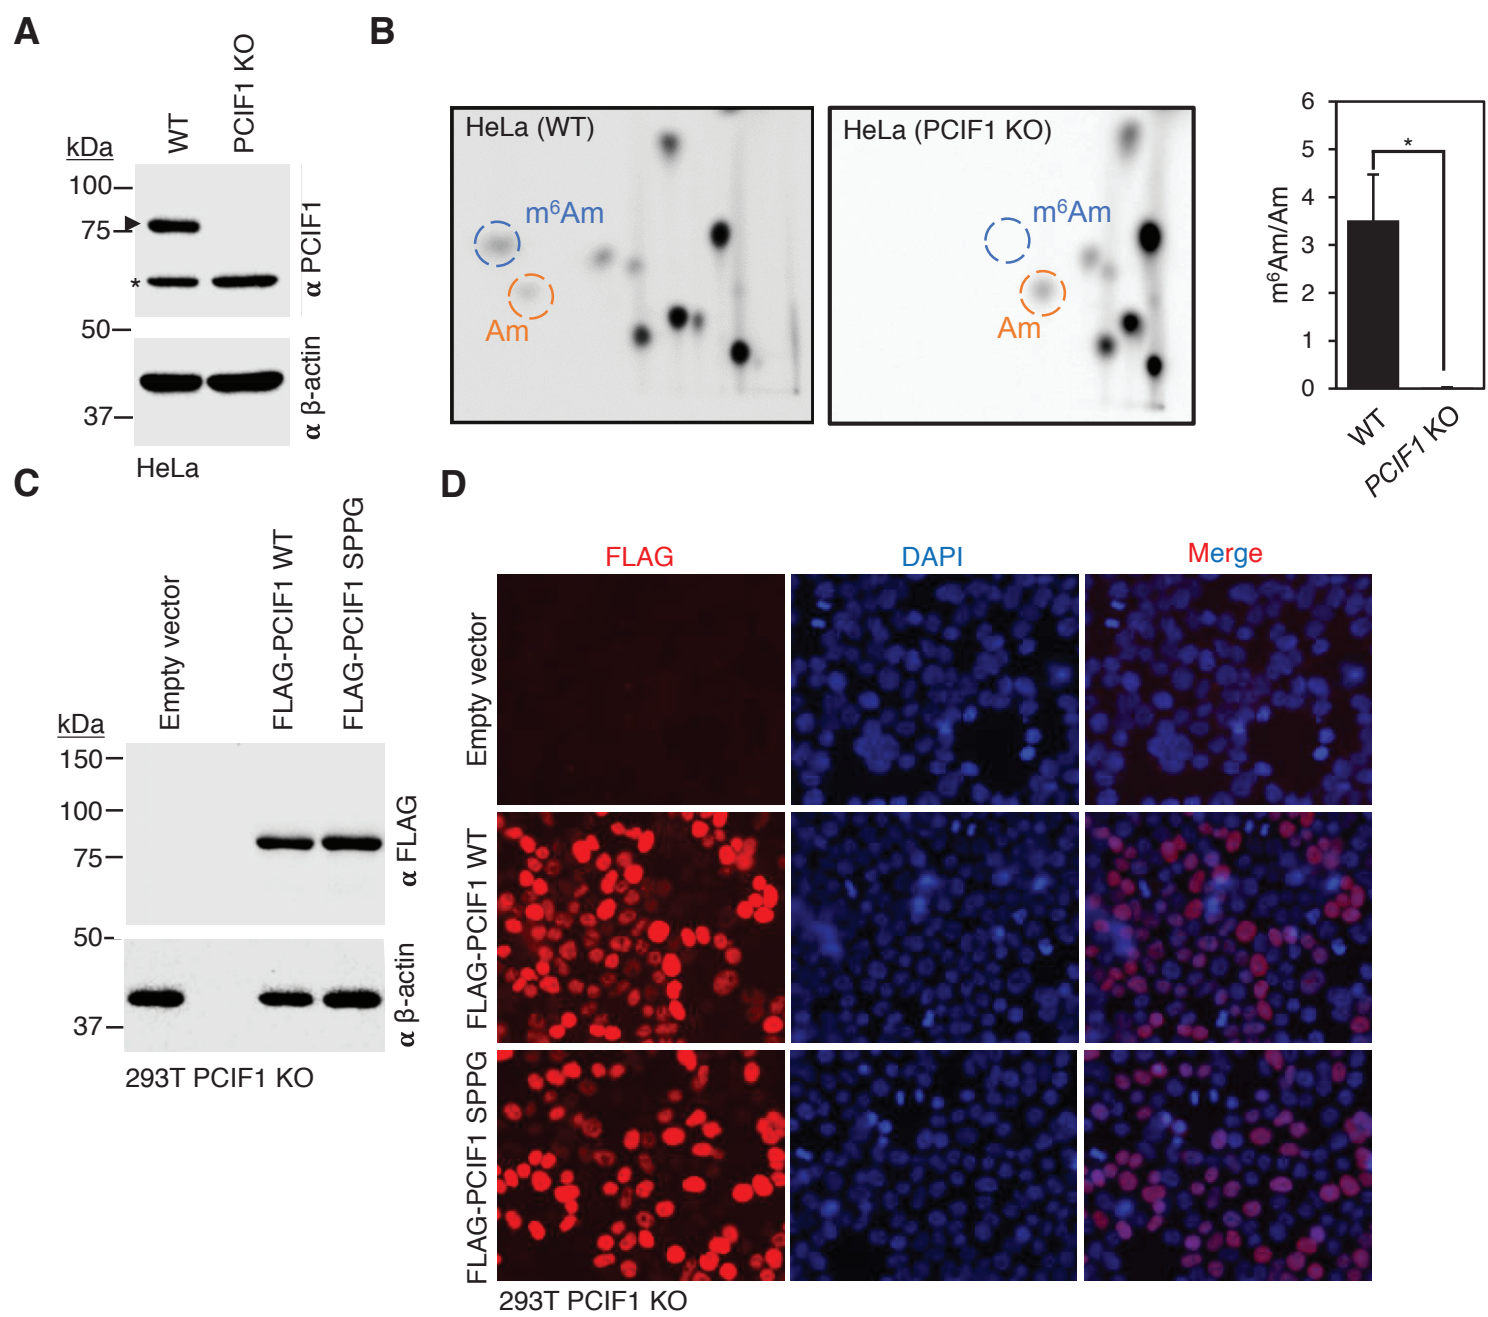 A
B
WT
PCIF1 KO
kDa
100
75
*
50
37
α PCIF1
α β-actin
HeLa
HeLa (WT)
m⁶Am
Am
HeLa (PCIF1 KO)
m⁶Am
Am
m⁶Am/Am
6
5
4
3
2
1
0
*
WT
PCIF1 KO
C
Empty vector
FLAG-PCIF1 WT
FLAG-PCIF1 SPPG
kDa
150
100
75
50
37
α FLAG
α β-actin
293T PCIF1 KO
D
FLAG
DAPI
Merge
Empty vector
FLAG-PCIF1 WT
FLAG-PCIF1 SPPG
293T PCIF1 KO